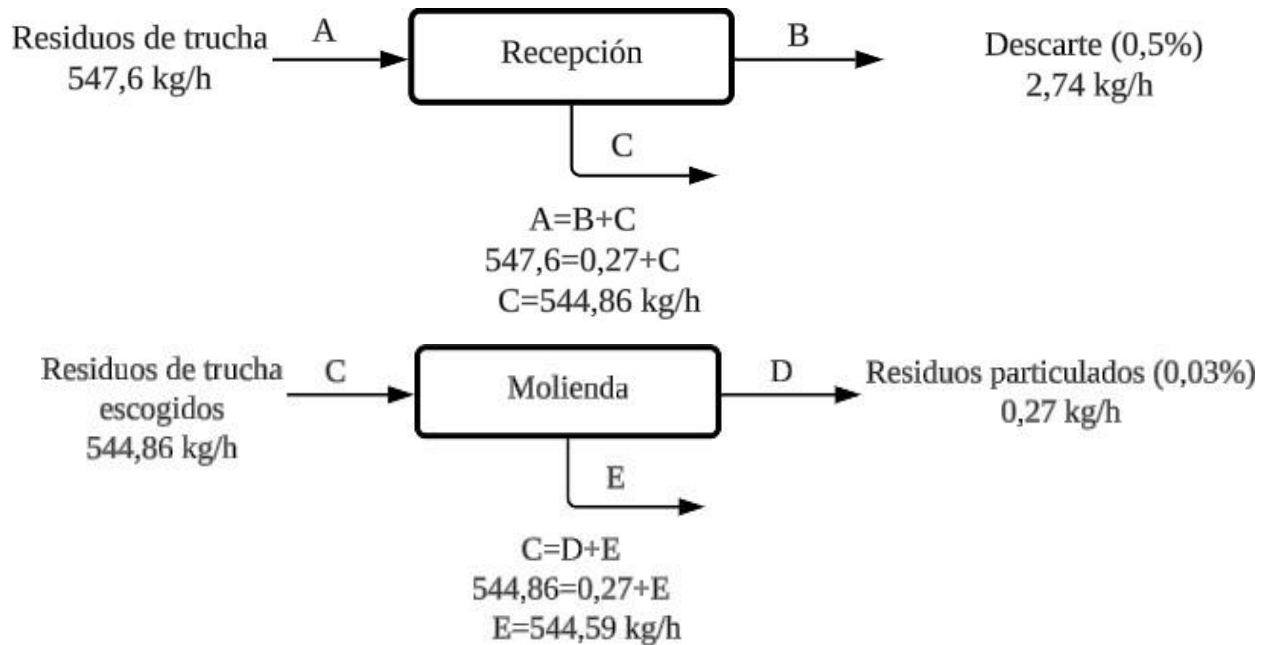 Residuos de trucha
547,6 kg/h
A
Recepción
B
Descarte (0,5%)
2,74 kg/h
C
A=B+C
547,6=0,27+C
C=544,86 kg/h
Residuos de trucha
escogidos
544,86 kg/h
C
Molienda
D
Residuos particulados (0,03%)
0,27 kg/h
E
C=D+E
544,86=0,27+E
E=544,59 kg/h